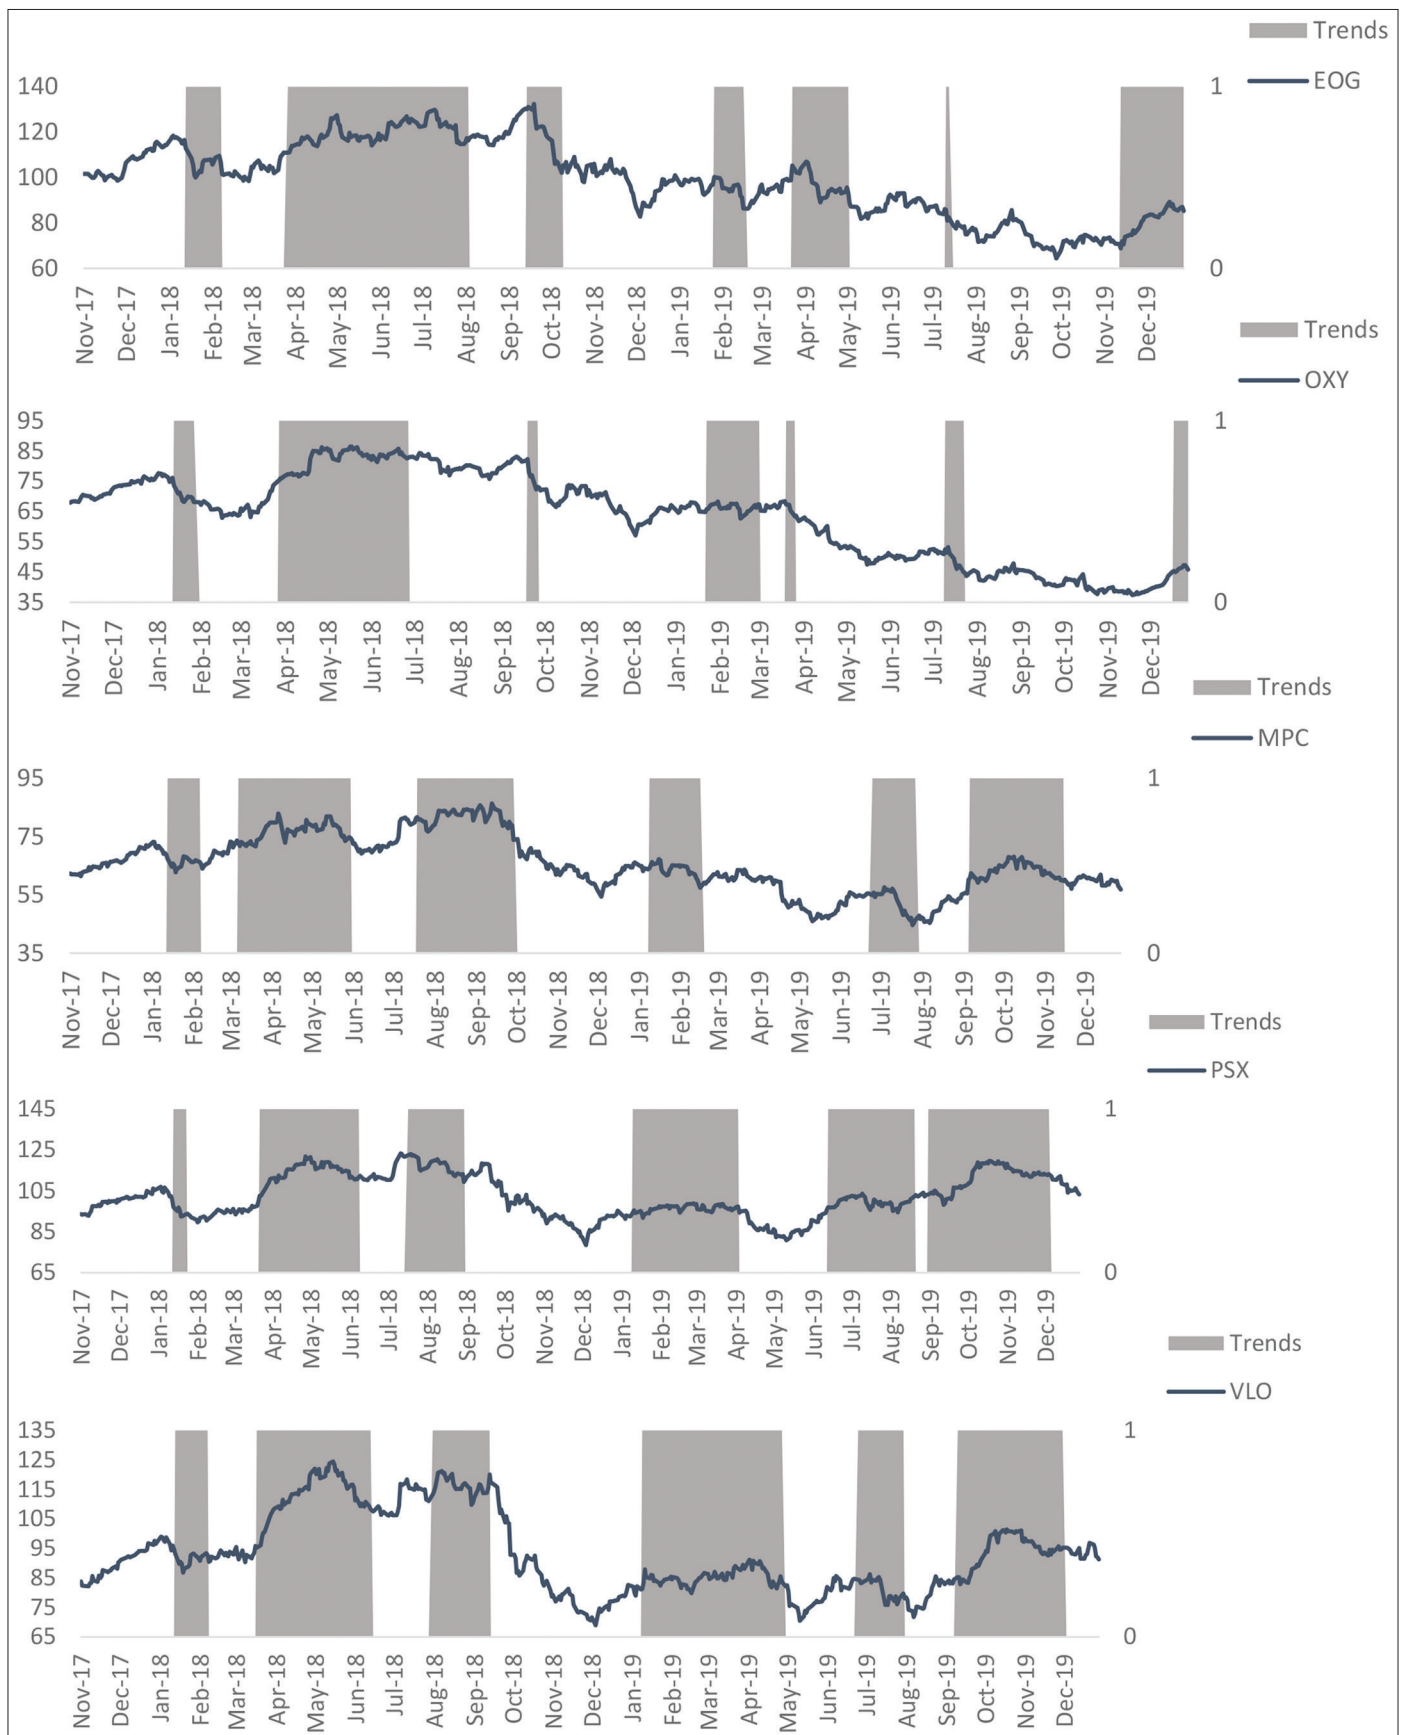 Trends
EOG
140 1
120
100
80
60 0
Nov-17 Dec-17 Jan-18 Feb-18 Mar-18 Apr-18 May-18 Jun-18 Jul-18 Aug-18 Sep-18 Oct-18 Nov-18 Dec-18 Jan-19 Feb-19 Mar-19 Apr-19 May-19 Jun-19 Jul-19 Aug-19 Sep-19 Oct-19 Nov-19 Dec-19
Trends
OXY
95 1
85
75
65
55
45
35 0
Nov-17 Dec-17 Jan-18 Feb-18 Mar-18 Apr-18 May-18 Jun-18 Jul-18 Aug-18 Sep-18 Oct-18 Nov-18 Dec-18 Jan-19 Feb-19 Mar-19 Apr-19 May-19 Jun-19 Jul-19 Aug-19 Sep-19 Oct-19 Nov-19 Dec-19
Trends
MPC
95 1
75
55
35 0
Nov-17 Dec-17 Jan-18 Feb-18 Mar-18 Apr-18 May-18 Jun-18 Jul-18 Aug-18 Sep-18 Oct-18 Nov-18 Dec-18 Jan-19 Feb-19 Mar-19 Apr-19 May-19 Jun-19 Jul-19 Aug-19 Sep-19 Oct-19 Nov-19 Dec-19
Trends
PSX
145 1
125
105
85
65 0
Nov-17 Dec-17 Jan-18 Feb-18 Mar-18 Apr-18 May-18 Jun-18 Jul-18 Aug-18 Sep-18 Oct-18 Nov-18 Dec-18 Jan-19 Feb-19 Mar-19 Apr-19 May-19 Jun-19 Jul-19 Aug-19 Sep-19 Oct-19 Nov-19 Dec-19
Trends
VLO
135 1
125
115
105
95
85
75
65 0
Nov-17 Dec-17 Jan-18 Feb-18 Mar-18 Apr-18 May-18 Jun-18 Jul-18 Aug-18 Sep-18 Oct-18 Nov-18 Dec-18 Jan-19 Feb-19 Mar-19 Apr-19 May-19 Jun-19 Jul-19 Aug-19 Sep-19 Oct-19 Nov-19 Dec-19